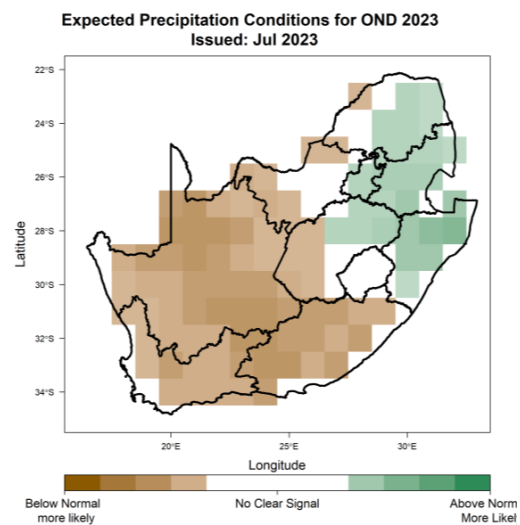 Expected Precipitation Conditions for OND 2023
Issued: Jul 2023
22°S
24°S
26°S
28°S
30°S
32°S
34°S
Latitude
20°E
25°E
30°E
Longitude
Below Normal
more likely
No Clear Signal
Above Norm
More Likel